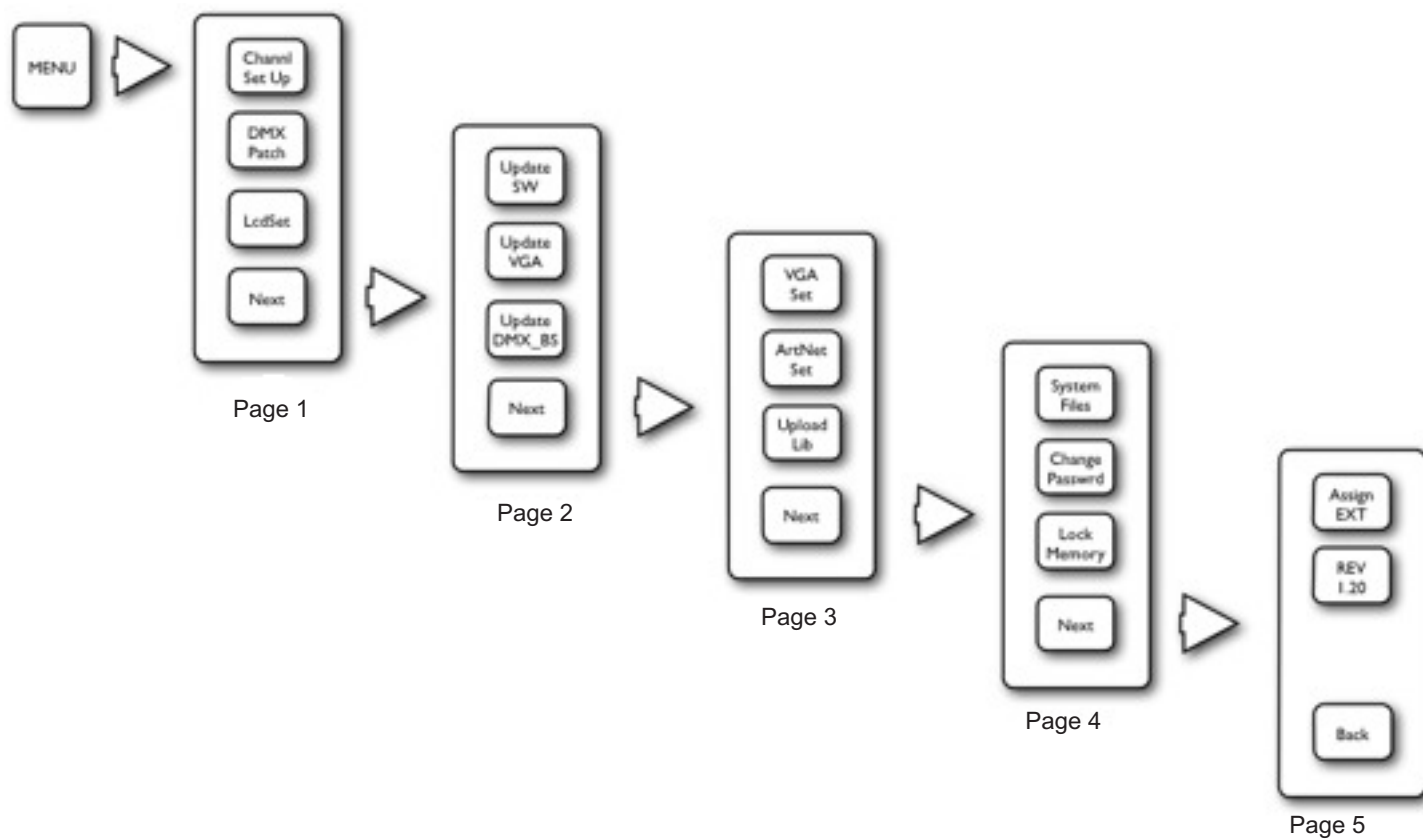 MENU
Channl
Set Up
DMX
Patch
LcdSet
Next
Page 1
Update
SW
Update
VGA
Update
DMX_BS
Next
Page 2
VGA
Set
ArtNet
Set
Upload
Lib
Next
Page 3
System
Files
Change
Passwrd
Lock
Memory
Next
Page 4
Assign
EXT
REV
1.20
Back
Page 5